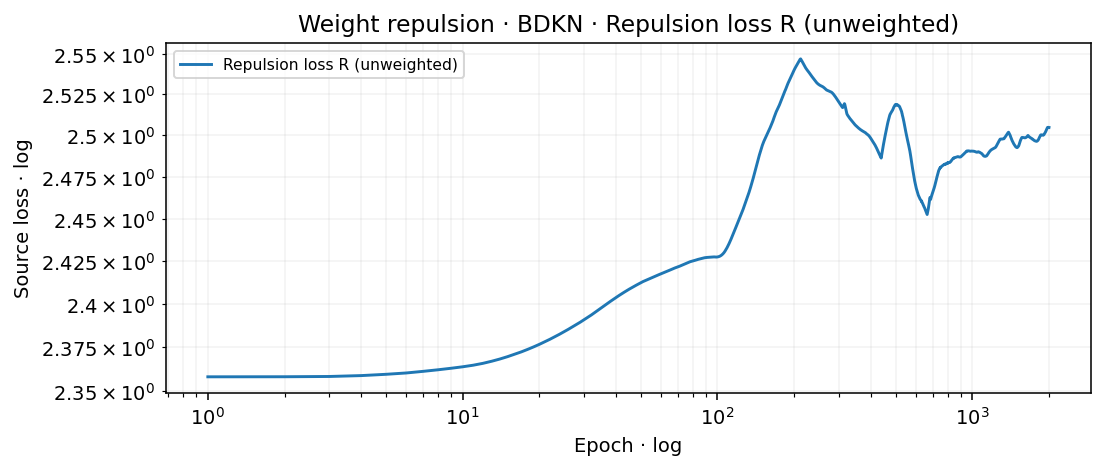 Weight repulsion · BDKN · Repulsion loss R (unweighted)
Repulsion loss R (unweighted)
Source loss · log
2.55 × 10⁰
2.525 × 10⁰
2.5 × 10⁰
2.475 × 10⁰
2.45 × 10⁰
2.425 × 10⁰
2.4 × 10⁰
2.375 × 10⁰
2.35 × 10⁰
10⁰ 10¹ 10² 10³
Epoch · log